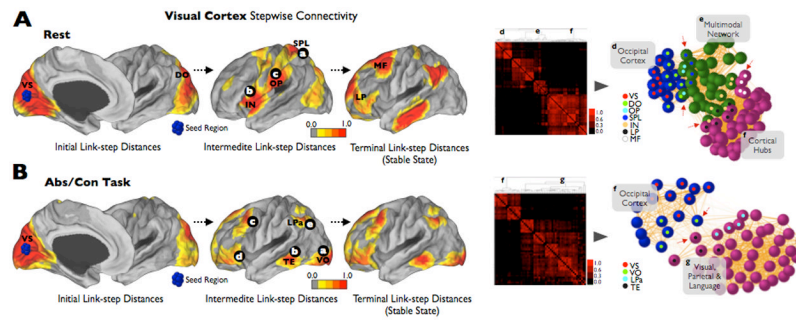 A
Visual Cortex Stepwise Connectivity
Rest
VS
DO
SPL
a
c
OP
b
IN
MF
LP
0
1.0
Seed Region
Initial Link-step Distances
Intermedite Link-step Distances
Terminal Link-step Distances
(Stable State)
d e f
1.0
0.6
0.3
0.0
e
Multimodal
Network
d
Occipital
Cortex
VS
DO
OP
SPL
IN
LP
MF
f
Cortical
Hubs
B
Abs/Con Task
VS
c
LPa
a
b
d
TE
VO
0
1.0
Seed Region
Initial Link-step Distances
Intermedite Link-step Distances
Terminal Link-step Distances
(Stable State)
f g
1.0
0.6
0.3
0.0
f
Occipital
Cortex
VS
VO
LPa
TE
g
Visual,
Parietal &
Language